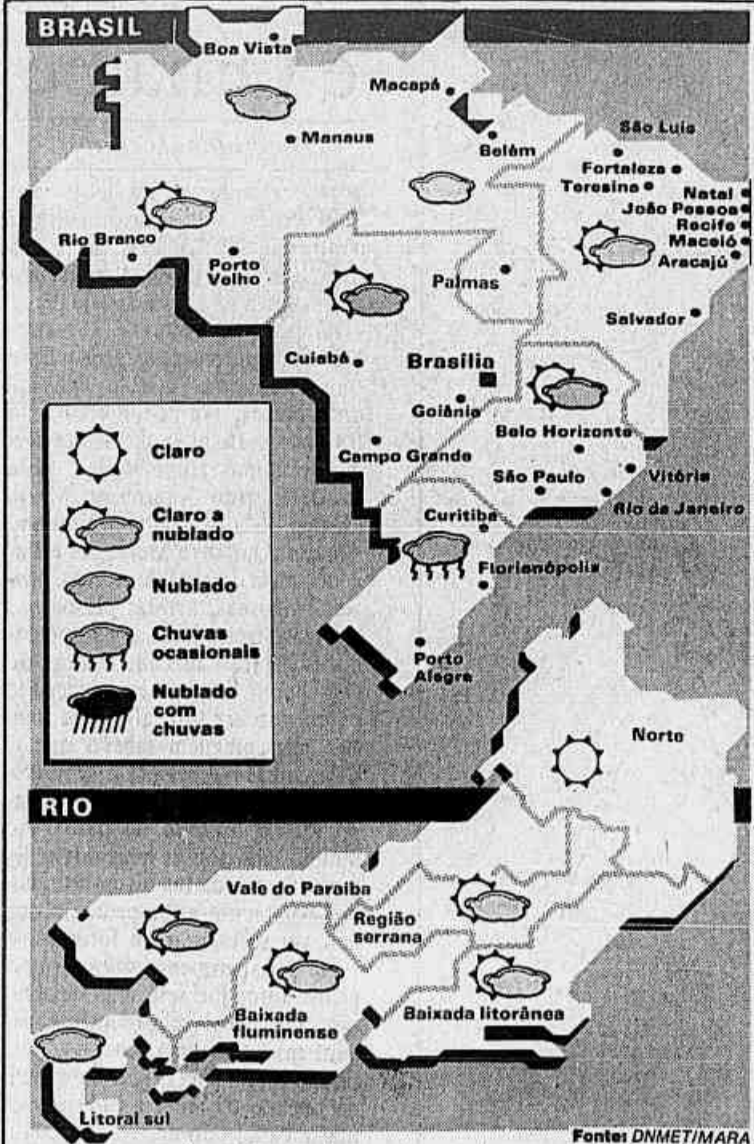 BRASIL
Boa Vista
Macapá
Manaus
Belém
São Luís
Fortaleza
Teresina
Natal
João Pessoa
Recife
Maceió
Aracajú
Rio Branco
Porto
Velho
Palmas
Salvador
Cuiabá
Brasília
Goiânia
Belo Horizonte
Campo Grande
São Paulo
Vitória
Rio da Janeiro
Curitiba
Florianópolis
Porto
Alegre
Claro
Claro a
nublado
Nublado
Chuvas
ocasionais
Nublado
com
chuvas
RIO
Norte
Vale do Paraiba
Região
serrana
Baixada
fluminense
Baixada litorânea
Litoral sul
Fonte: DNMET/MARA